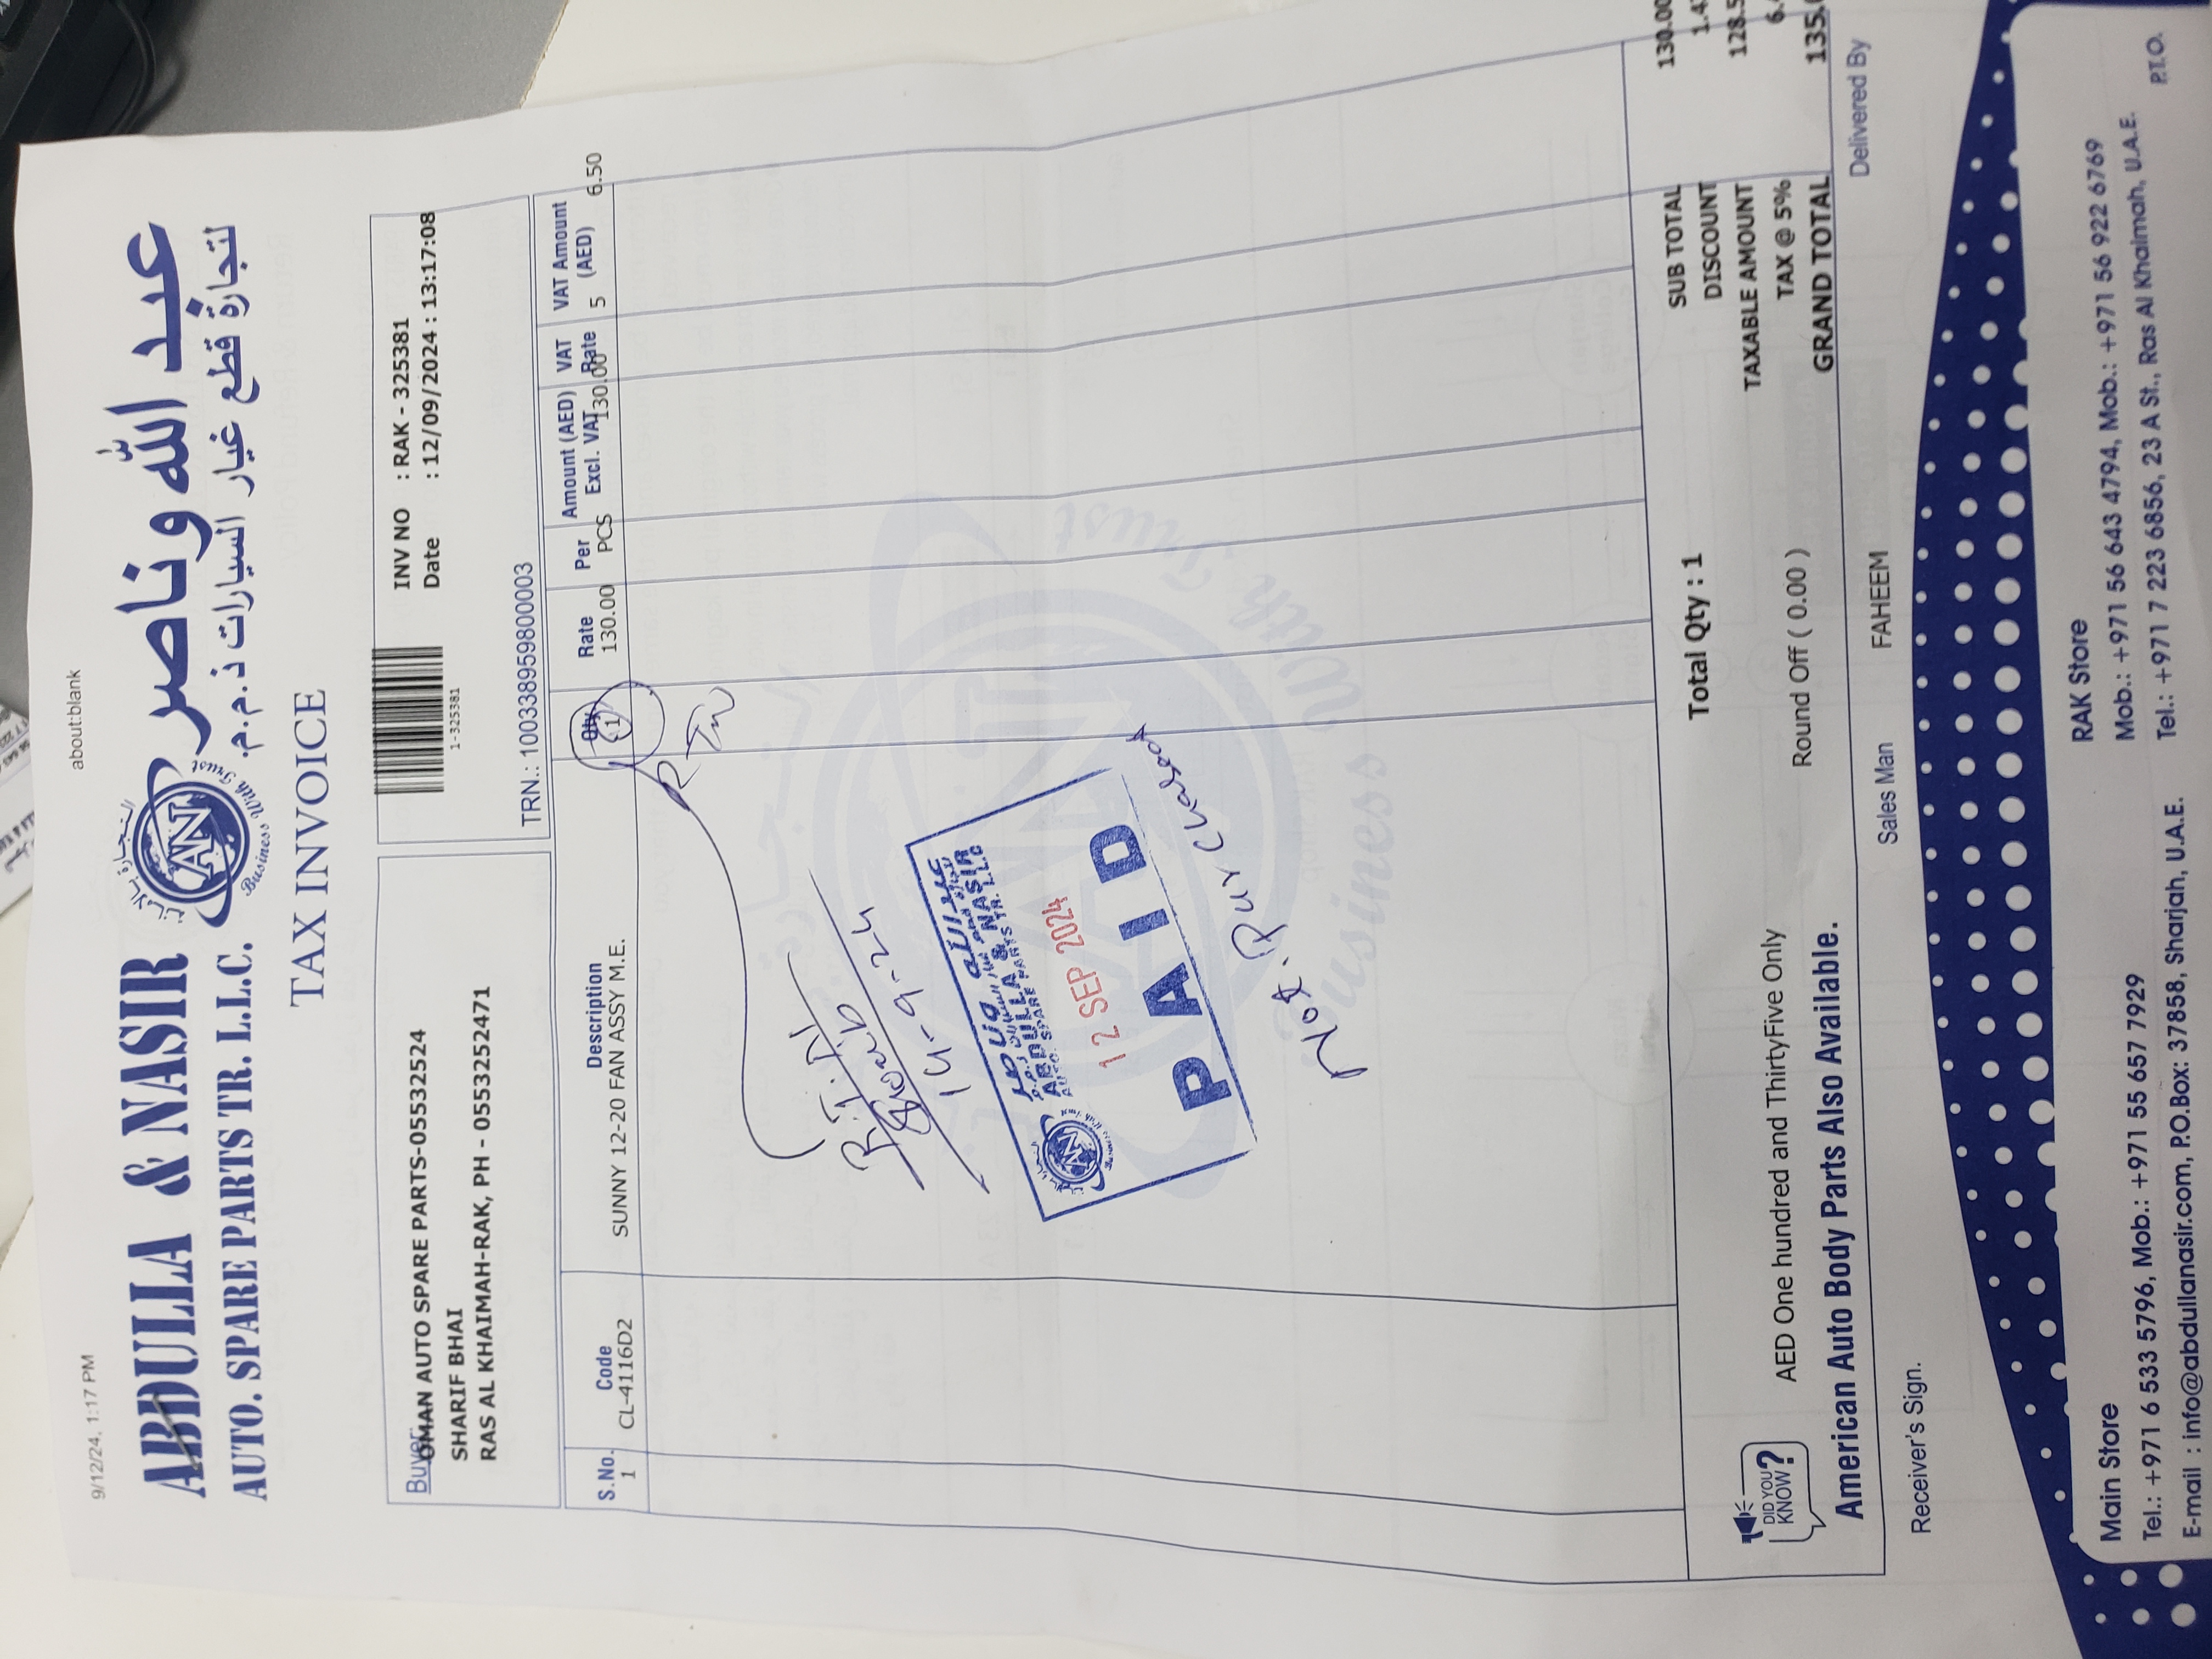 9/12/24, 1:17 PM
about:blank
ABDULLA & NASIR
AUTO. SPARE PARTS TR. L.L.C.
AN
Business With Trust
عبد الله وناصر
لتجارة قطع غيار السيارات ذ.م.م.
TAX INVOICE
Buyer:
OMAN AUTO SPARE PARTS-05532524
SHARIF BHAI
RAS AL KHAIMAH-RAK, PH - 0553252471
1-325381
INV NO : RAK - 325381
Date : 12/09/2024 : 13:17:08
TRN.: 100338959800003
S.No. Code Description Qty Rate Per Amount (AED) Excl. VAT VAT Rate VAT Amount (AED)
1 CL-41116D2 SUNNY 12-20 FAN ASSY M.E. 1 130.00 PCS 130.00 5 6.50
14-9-24
ABDULLA & NASIR
AUTO. SPARE PARTS TR. L.L.C
12 SEP 2024
PAID
Business With Trust
Total Qty : 1
SUB TOTAL 130.00
DISCOUNT
TAXABLE AMOUNT
TAX @ 5%
GRAND TOTAL
DID YOU KNOW?
AED One hundred and ThirtyFive Only
Round Off ( 0.00 )
American Auto Body Parts Also Available.
Receiver's Sign.
Sales Man FAHEEM
Delivered By
Main Store
Tel.: +971 6 533 5796, Mob.: +971 55 657 7929
E-mail : info@abdullanasir.com, P.O.Box: 37858, Sharjah, U.A.E.
RAK Store
Mob.: +971 56 643 4794, Mob.: +971 56 922 6769
Tel.: +971 7 223 6856, 23 A St., Ras Al Khaimah, U.A.E.
P.T.O.